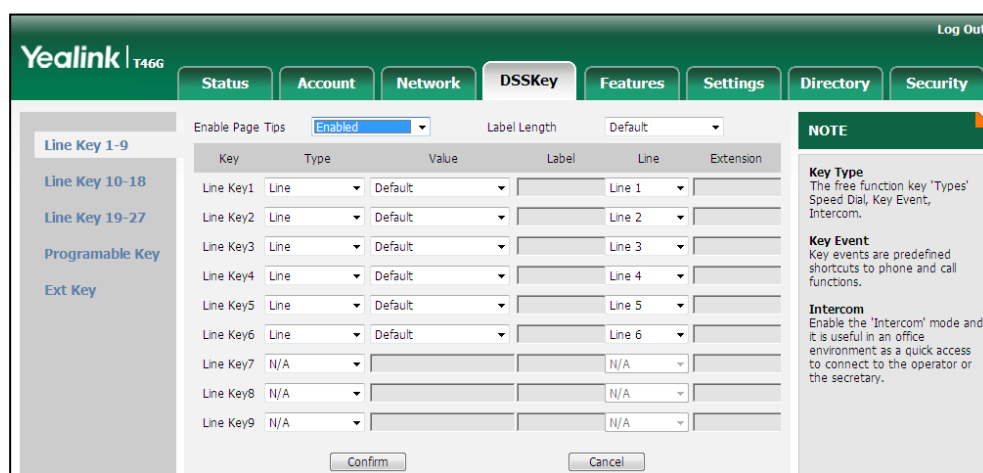 Log Out
Yealink T46G
Status Account Network DSSKey Features Settings Directory Security
Line Key 1-9
Line Key 10-18
Line Key 19-27
Programable Key
Ext Key
Enable Page Tips Enabled Label Length Default
Key Type Value Label Line Extension
Line Key1 Line Default Line 1
Line Key2 Line Default Line 2
Line Key3 Line Default Line 3
Line Key4 Line Default Line 4
Line Key5 Line Default Line 5
Line Key6 Line Default Line 6
Line Key7 N/A N/A
Line Key8 N/A N/A
Line Key9 N/A N/A
Confirm Cancel
NOTE
Key Type
The free function key 'Types'
Speed Dial, Key Event,
Intercom.
Key Event
Key events are predefined
shortcuts to phone and call
functions.
Intercom
Enable the 'Intercom' mode and
it is useful in an office
environment as a quick access
to connect to the operator or
the secretary.